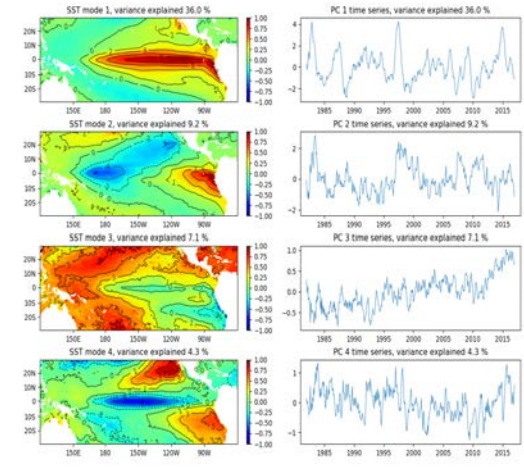 SST mode 1, variance explained 36.0 %
PC 1 time series, variance explained 36.0 %
20N
10N
0
10S
20S
150E 180 150W 120W 90W
1.00
0.75
0.50
0.25
0.00
−0.25
−0.50
−0.75
−1.00
4
2
0
−2
1985 1990 1995 2000 2005 2010 2015
SST mode 2, variance explained 9.2 %
PC 2 time series, variance explained 9.2 %
20N
10N
0
10S
20S
150E 180 150W 120W 90W
1.00
0.75
0.50
0.25
0.00
−0.25
−0.50
−0.75
−1.00
2
0
−2
1985 1990 1995 2000 2005 2010 2015
SST mode 3, variance explained 7.1 %
PC 3 time series, variance explained 7.1 %
20N
10N
0
10S
20S
150E 180 150W 120W 90W
1.00
0.75
0.50
0.25
0.00
−0.25
−0.50
−0.75
−1.00
1.0
0.5
0.0
−0.5
1985 1990 1995 2000 2005 2010 2015
SST mode 4, variance explained 4.3 %
PC 4 time series, variance explained 4.3 %
20N
10N
0
10S
20S
150E 180 150W 120W 90W
1.00
0.75
0.50
0.25
0.00
−0.25
−0.50
−0.75
−1.00
1
0
−1
1985 1990 1995 2000 2005 2010 2015